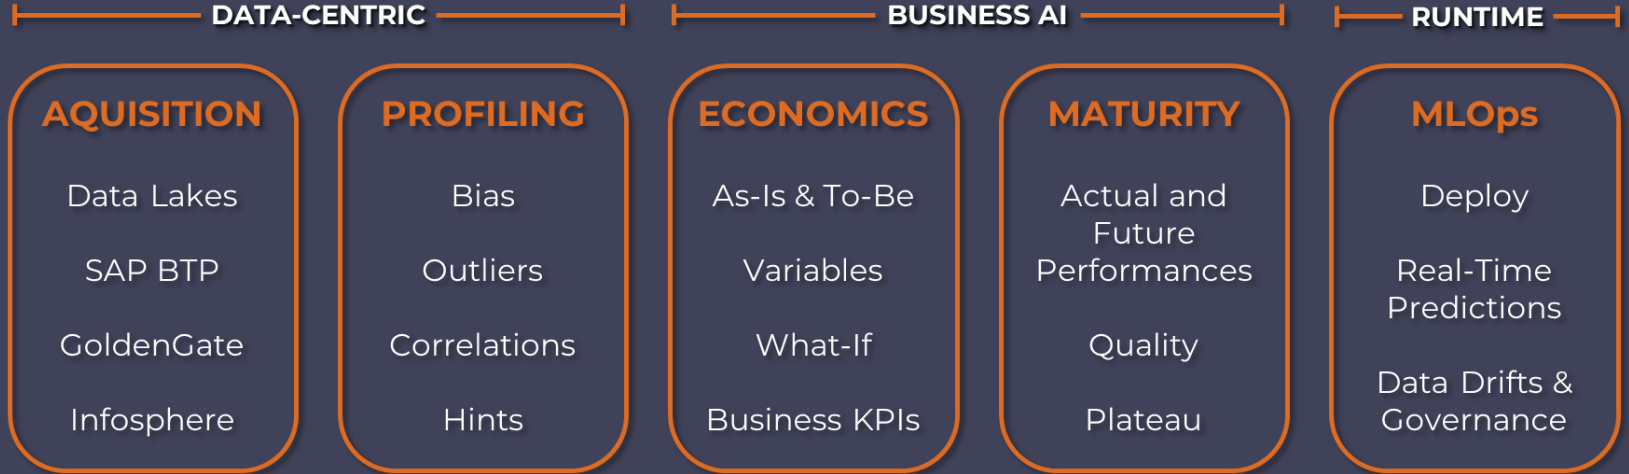 DATA-CENTRIC
BUSINESS AI
RUNTIME
AQUISITION
Data Lakes
SAP BTP
GoldenGate
Infosphere
PROFILING
Bias
Outliers
Correlations
Hints
ECONOMICS
As-Is & To-Be
Variables
What-If
Business KPIs
MATURITY
Actual and
Future
Performances
Quality
Plateau
MLOps
Deploy
Real-Time
Predictions
Data Drifts &
Governance